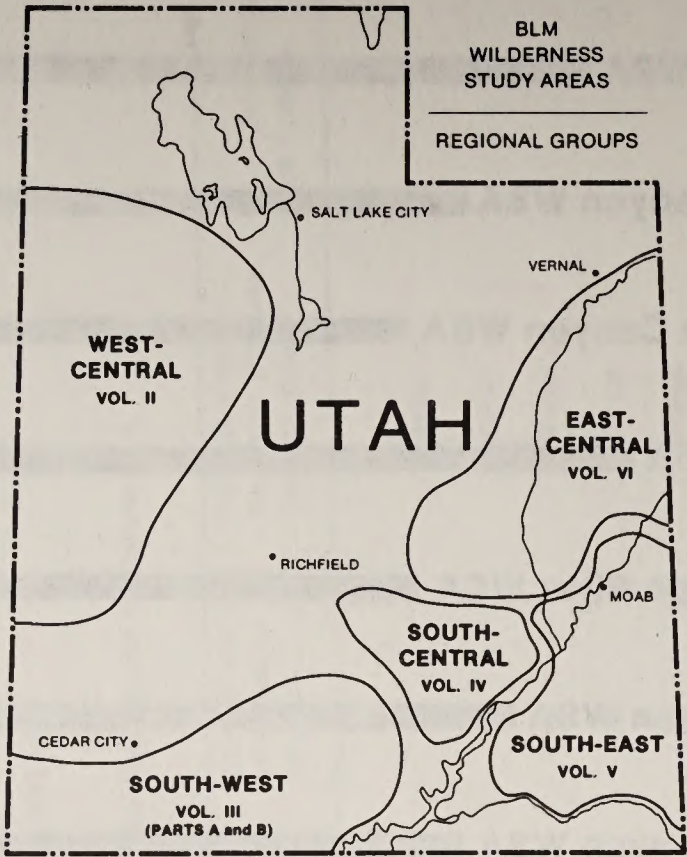 BLM
WILDERNESS
STUDY AREAS
REGIONAL GROUPS
SALT LAKE CITY
VERNAL
WEST-
CENTRAL
VOL. II
UTAH
EAST-
CENTRAL
VOL. VI
RICHFIELD
MOAB
SOUTH-
CENTRAL
VOL. IV
CEDAR CITY
SOUTH-EAST
VOL. V
SOUTH-WEST
VOL. III
(PARTS A and B)